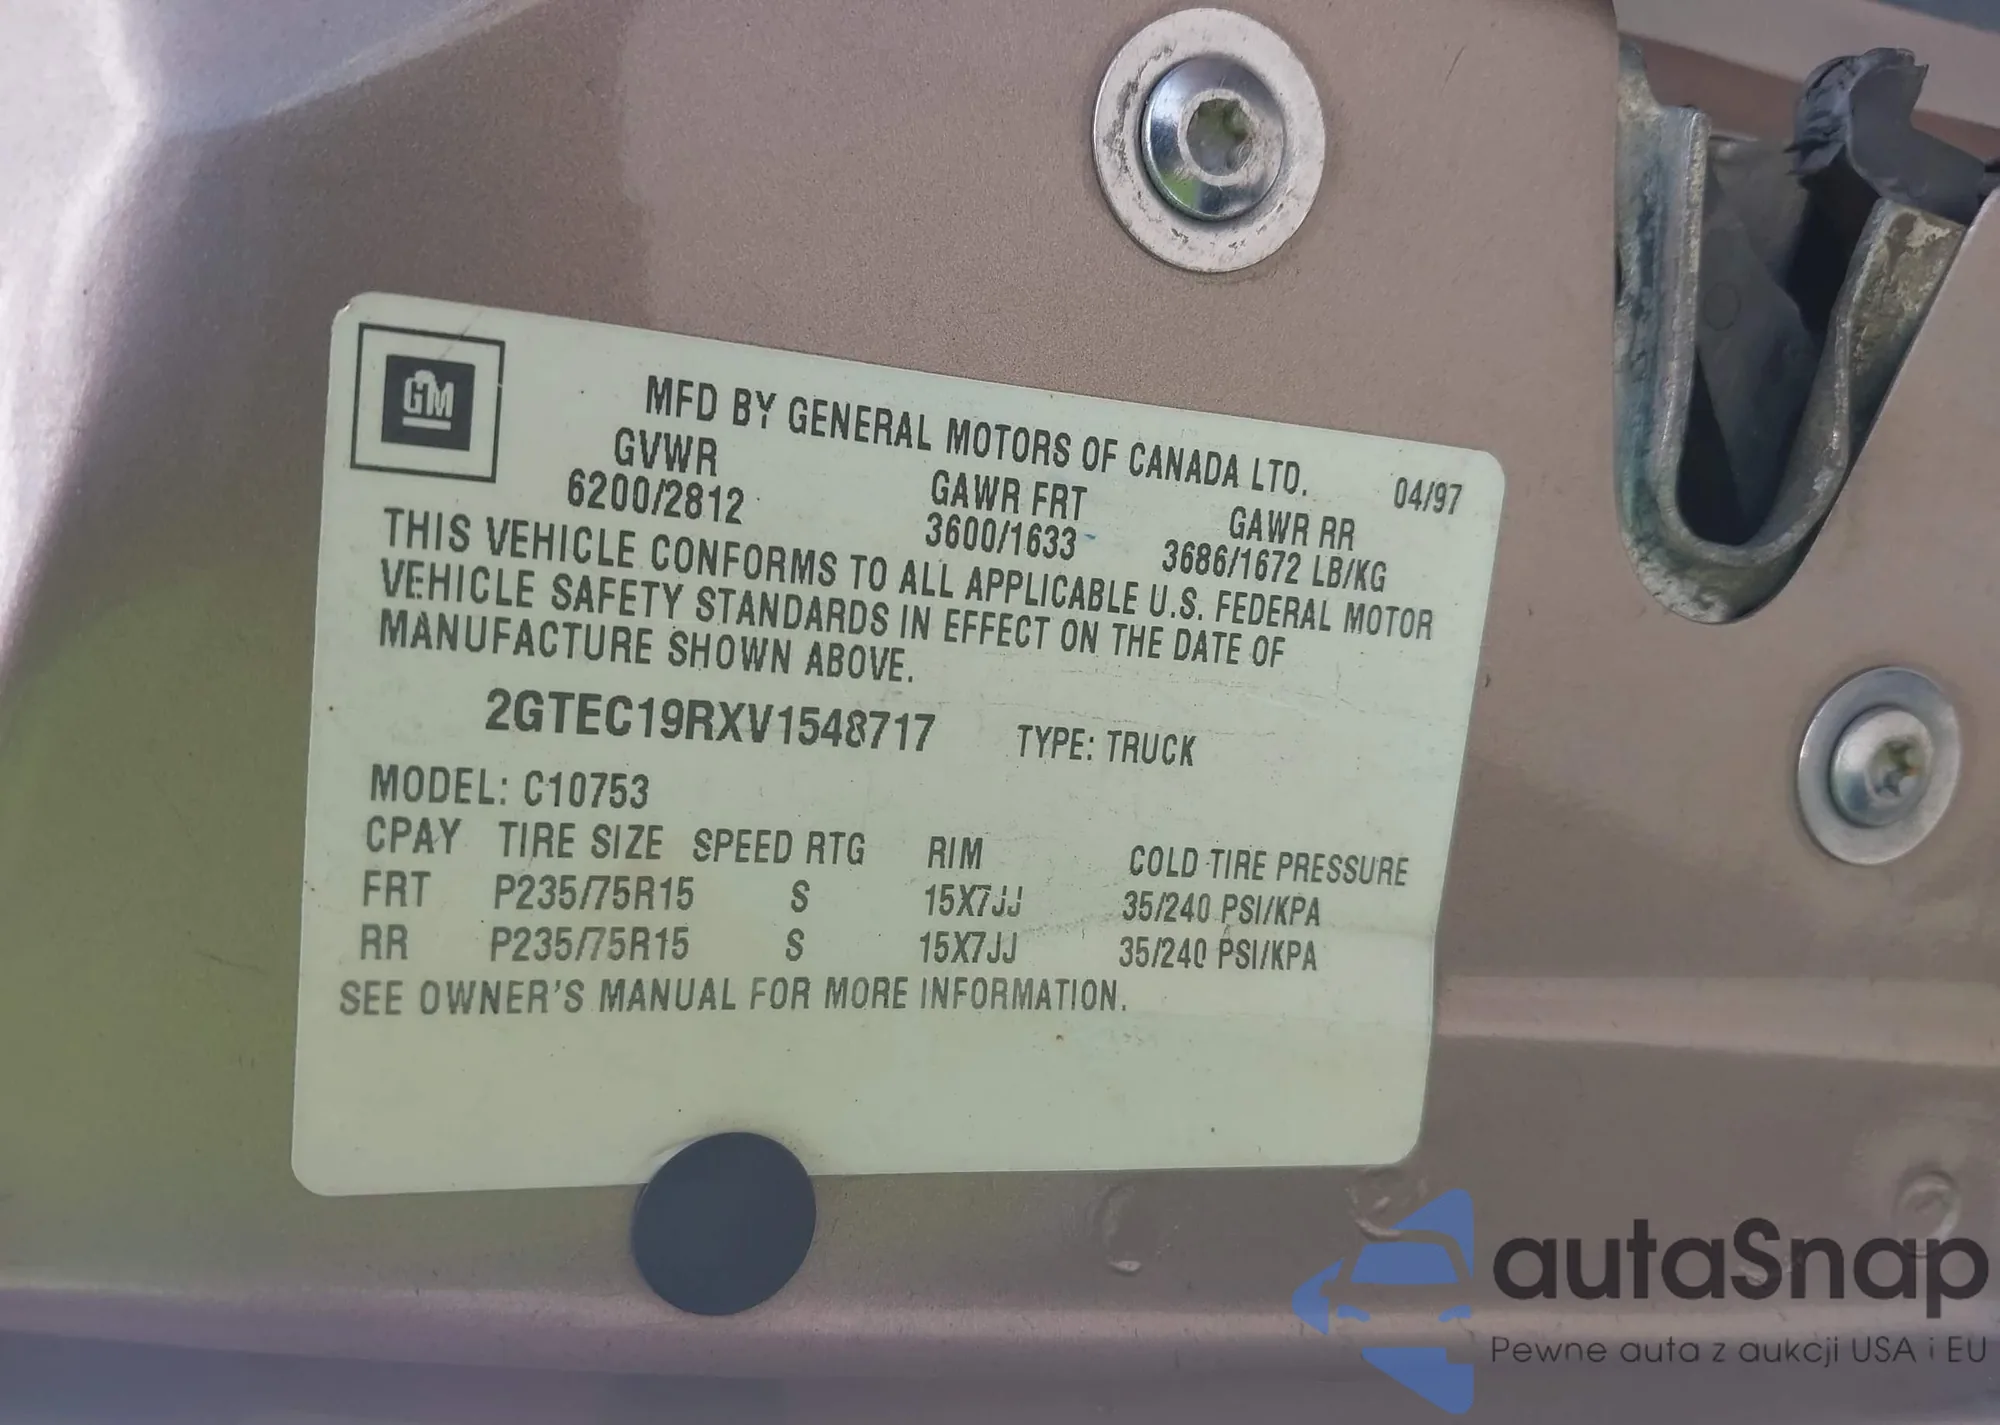 GM
MFD BY GENERAL MOTORS OF CANADA LTD.
04/97
GVWR GAWR FRT GAWR RR
6200/2812 3600/1633 3686/1672 LB/KG
THIS VEHICLE CONFORMS TO ALL APPLICABLE U.S. FEDERAL MOTOR
VEHICLE SAFETY STANDARDS IN EFFECT ON THE DATE OF
MANUFACTURE SHOWN ABOVE.
2GTEC19RXV1548717 TYPE: TRUCK
MODEL: C10753
CPAY TIRE SIZE SPEED RTG RIM COLD TIRE PRESSURE
FRT P235/75R15 S 15X7JJ 35/240 PSI/KPA
RR P235/75R15 S 15X7JJ 35/240 PSI/KPA
SEE OWNER'S MANUAL FOR MORE INFORMATION.
autaSnap
Pewne auta z aukcji USA i EU